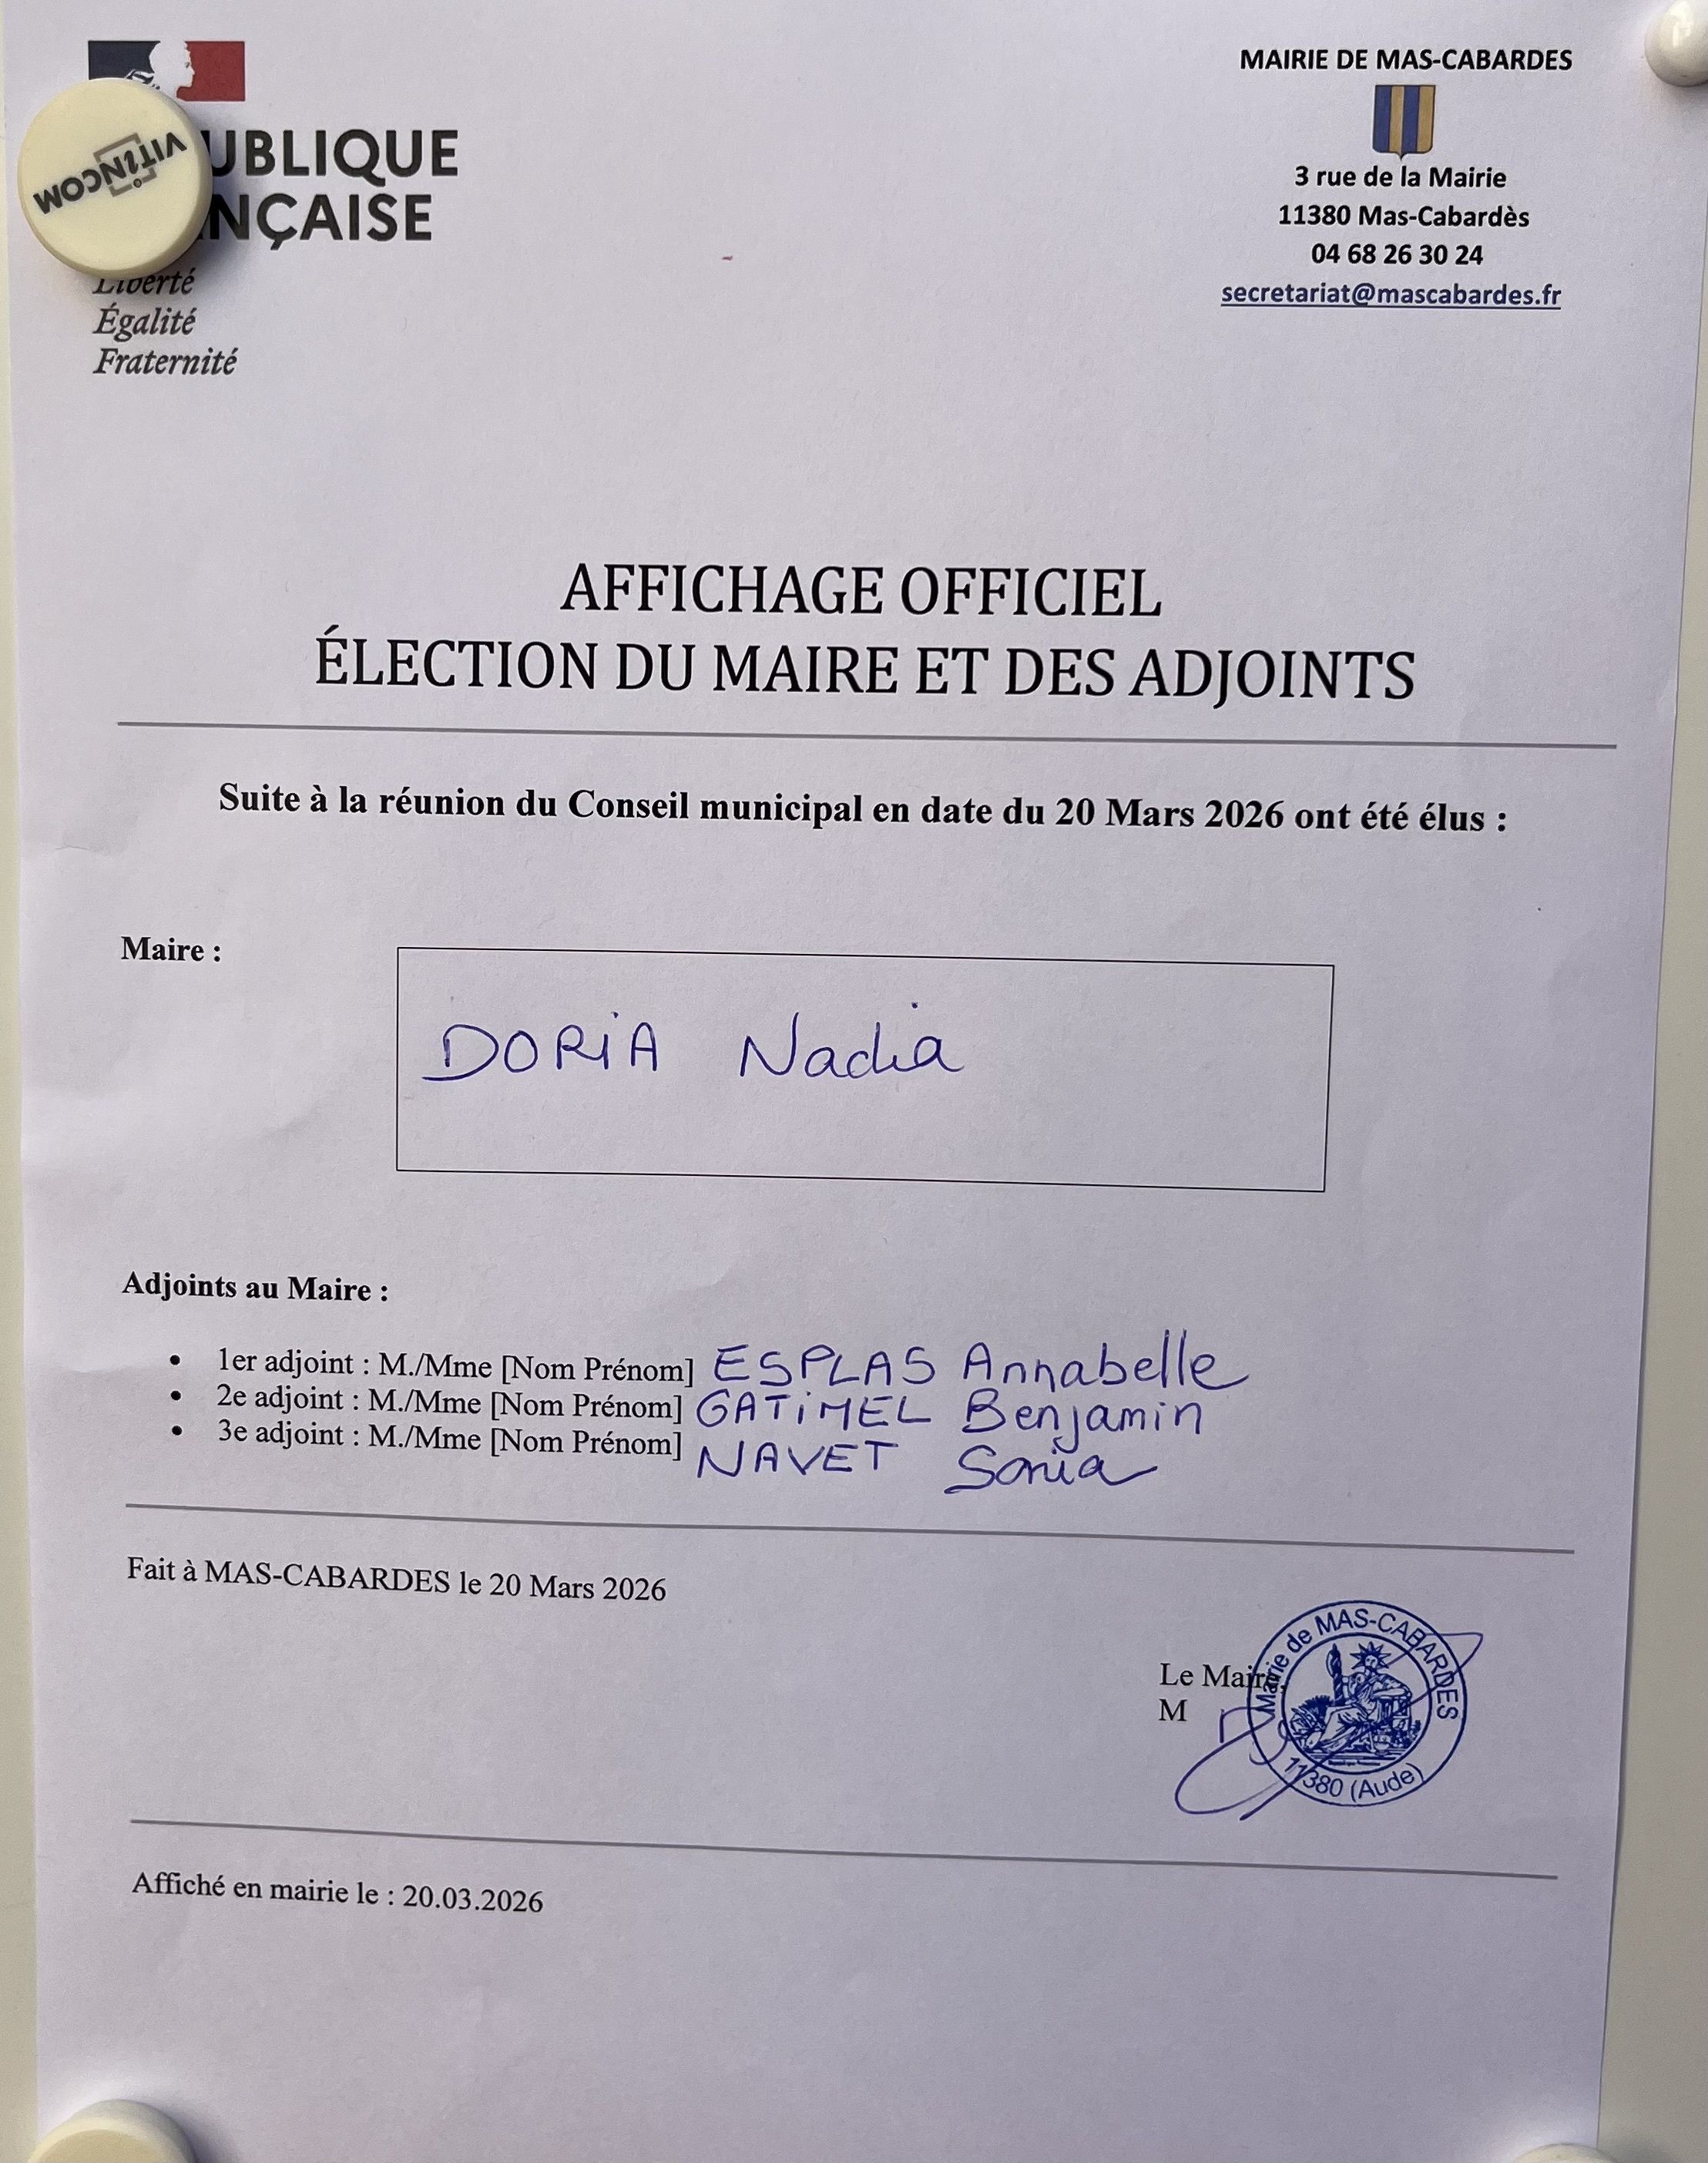 UBLIQUE
NÇAISE
Liberté
Égalité
Fraternité
VITINCOM
MAIRIE DE MAS-CABARDES
3 rue de la Mairie
11380 Mas-Cabardès
04 68 26 30 24
secretariat@mascabardes.fr
AFFICHAGE OFFICIEL
ÉLECTION DU MAIRE ET DES ADJOINTS
Suite à la réunion du Conseil municipal en date du 20 Mars 2026 ont été élus :
Maire :
DORIA Nadia
Adjoints au Maire :
• 1er adjoint : M./Mme [Nom Prénom] ESPLAS Annabelle
• 2e adjoint : M./Mme [Nom Prénom] GATIMEL Benjamin
• 3e adjoint : M./Mme [Nom Prénom] NAVET Sonia
Fait à MAS-CABARDES le 20 Mars 2026
Le Maire,
M
Mairie de MAS-CABARDES
11380 (Aude)
Affiché en mairie le : 20.03.2026